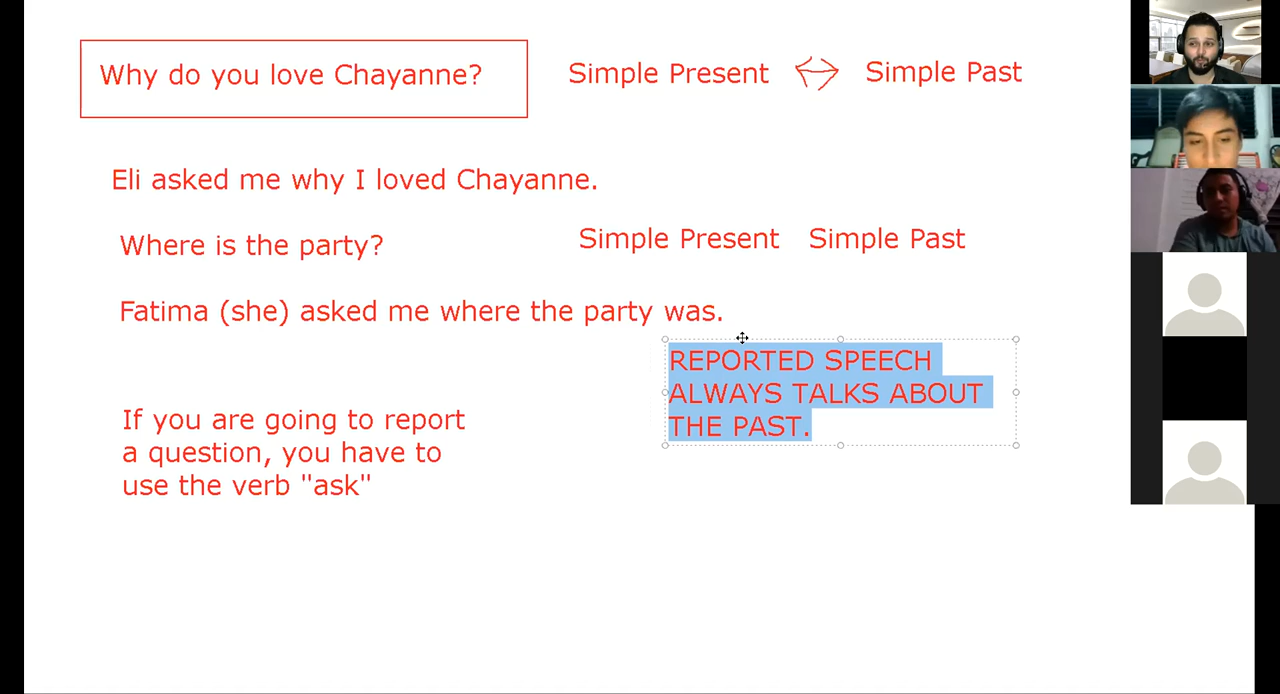 Why do you love Chayanne?
Simple Present
Simple Past
Eli asked me why I loved Chayanne.
Where is the party?
Simple Present Simple Past
Fatima (she) asked me where the party was.
REPORTED SPEECH
ALWAYS TALKS ABOUT
THE PAST.
If you are going to report
a question, you have to
use the verb "ask"